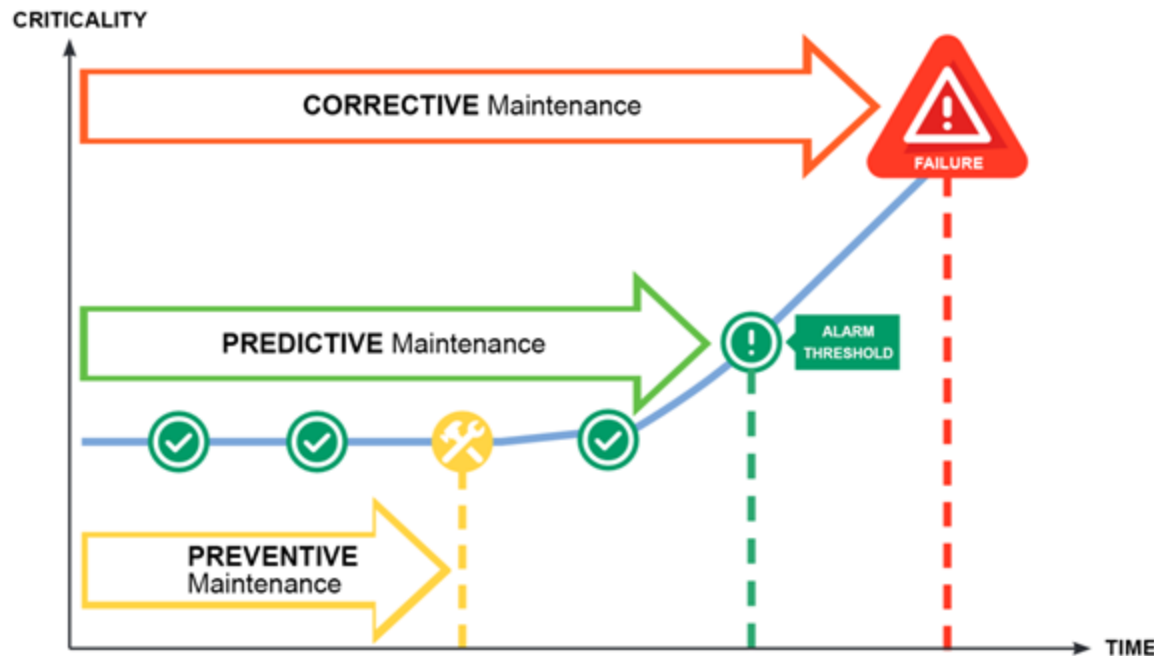 CRITICALITY
CORRECTIVE Maintenance
FAILURE
PREDICTIVE Maintenance
ALARM
THRESHOLD
PREVENTIVE
Maintenance
TIME